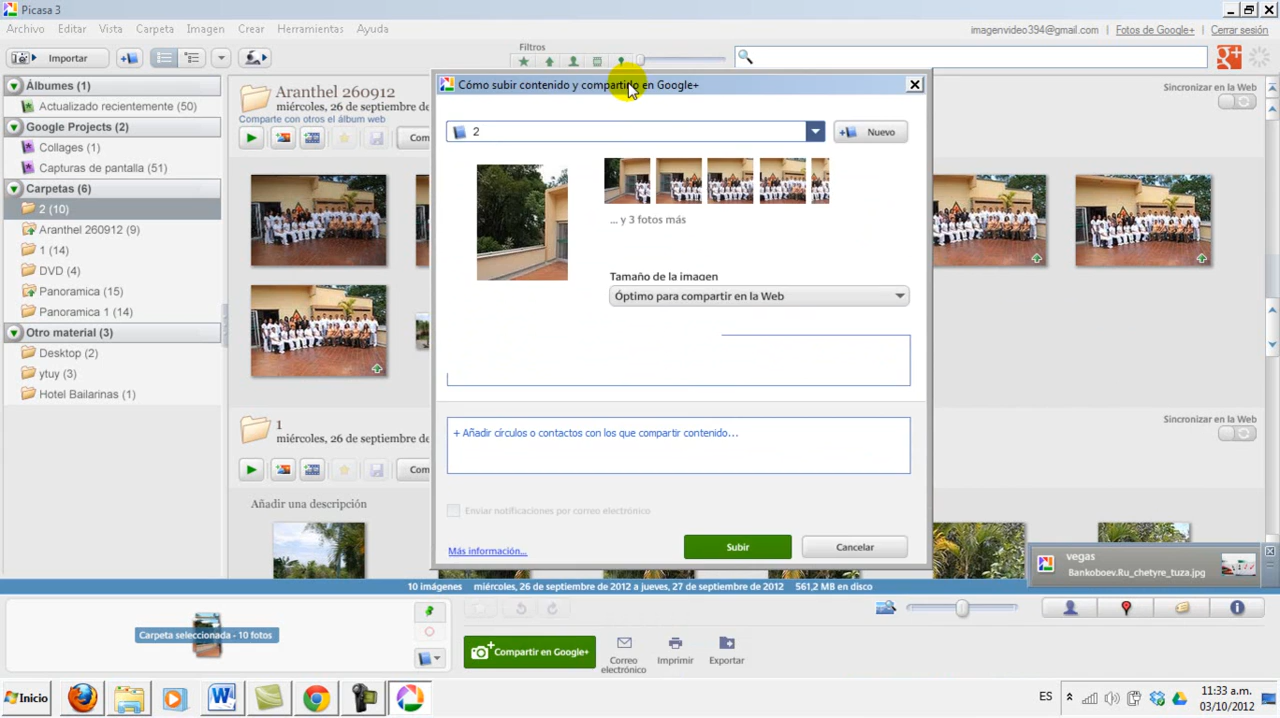 Picasa 3
Archivo Editar Vista Carpeta Imagen Crear Herramientas Ayuda
imagenvideo394@gmail.com Fotos de Google+ Cerrar sesión
Importar
Filtros
Álbumes (1)
Actualizado recientemente (50)
Google Projects (2)
Collages (1)
Capturas de pantalla (53)
Carpetas (6)
2 (10)
Aranthel 260912 (9)
1 (14)
DVD (4)
Panoramica (15)
Panoramica 1 (14)
Otro material (3)
Desktop (2)
ytuy (3)
Hotel Bailarinas (1)
Aranthel 260912
miércoles, 26 de septiembre de
Comparte con otros el álbum web
Com
Sincronizar en la Web
1
miércoles, 26 de septiembre de
Com
Sincronizar en la Web
Añadir una descripción
Cómo subir contenido y compartirlo en Google+
2
Nuevo
... y 3 fotos más
Tamaño de la imagen
Óptimo para compartir en la Web
+ Añadir círculos o contactos con los que compartir contenido...
Enviar notificaciones por correo electrónico
Más información...
Subir
Cancelar
vegas
Bankoboev.Ru_chetyre_tuza.jpg
10 imágenes miércoles, 26 de septiembre de 2012 a jueves, 27 de septiembre de 2012 561,2 MB en disco
Carpeta seleccionada - 10 fotos
Compartir en Google+
Correo electrónico
Imprimir
Exportar
Inicio
ES
11:33 a.m.
03/10/2012